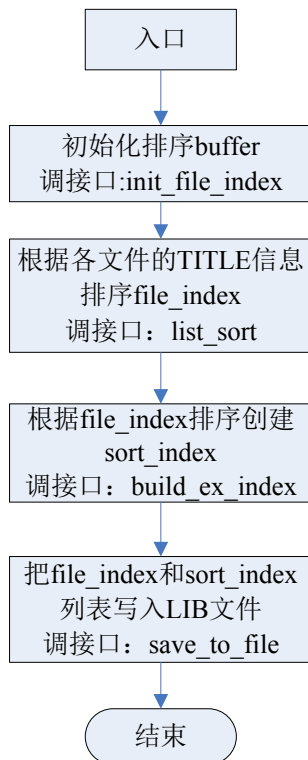 入口
初始化排序buffer
调接口:init_file_index
根据各文件的TITLE信息
排序file_index
调接口：list_sort
根据file_index排序创建
sort_index
调接口：build_ex_index
把file_index和sort_index
列表写入LIB文件
调接口：save_to_file
结束